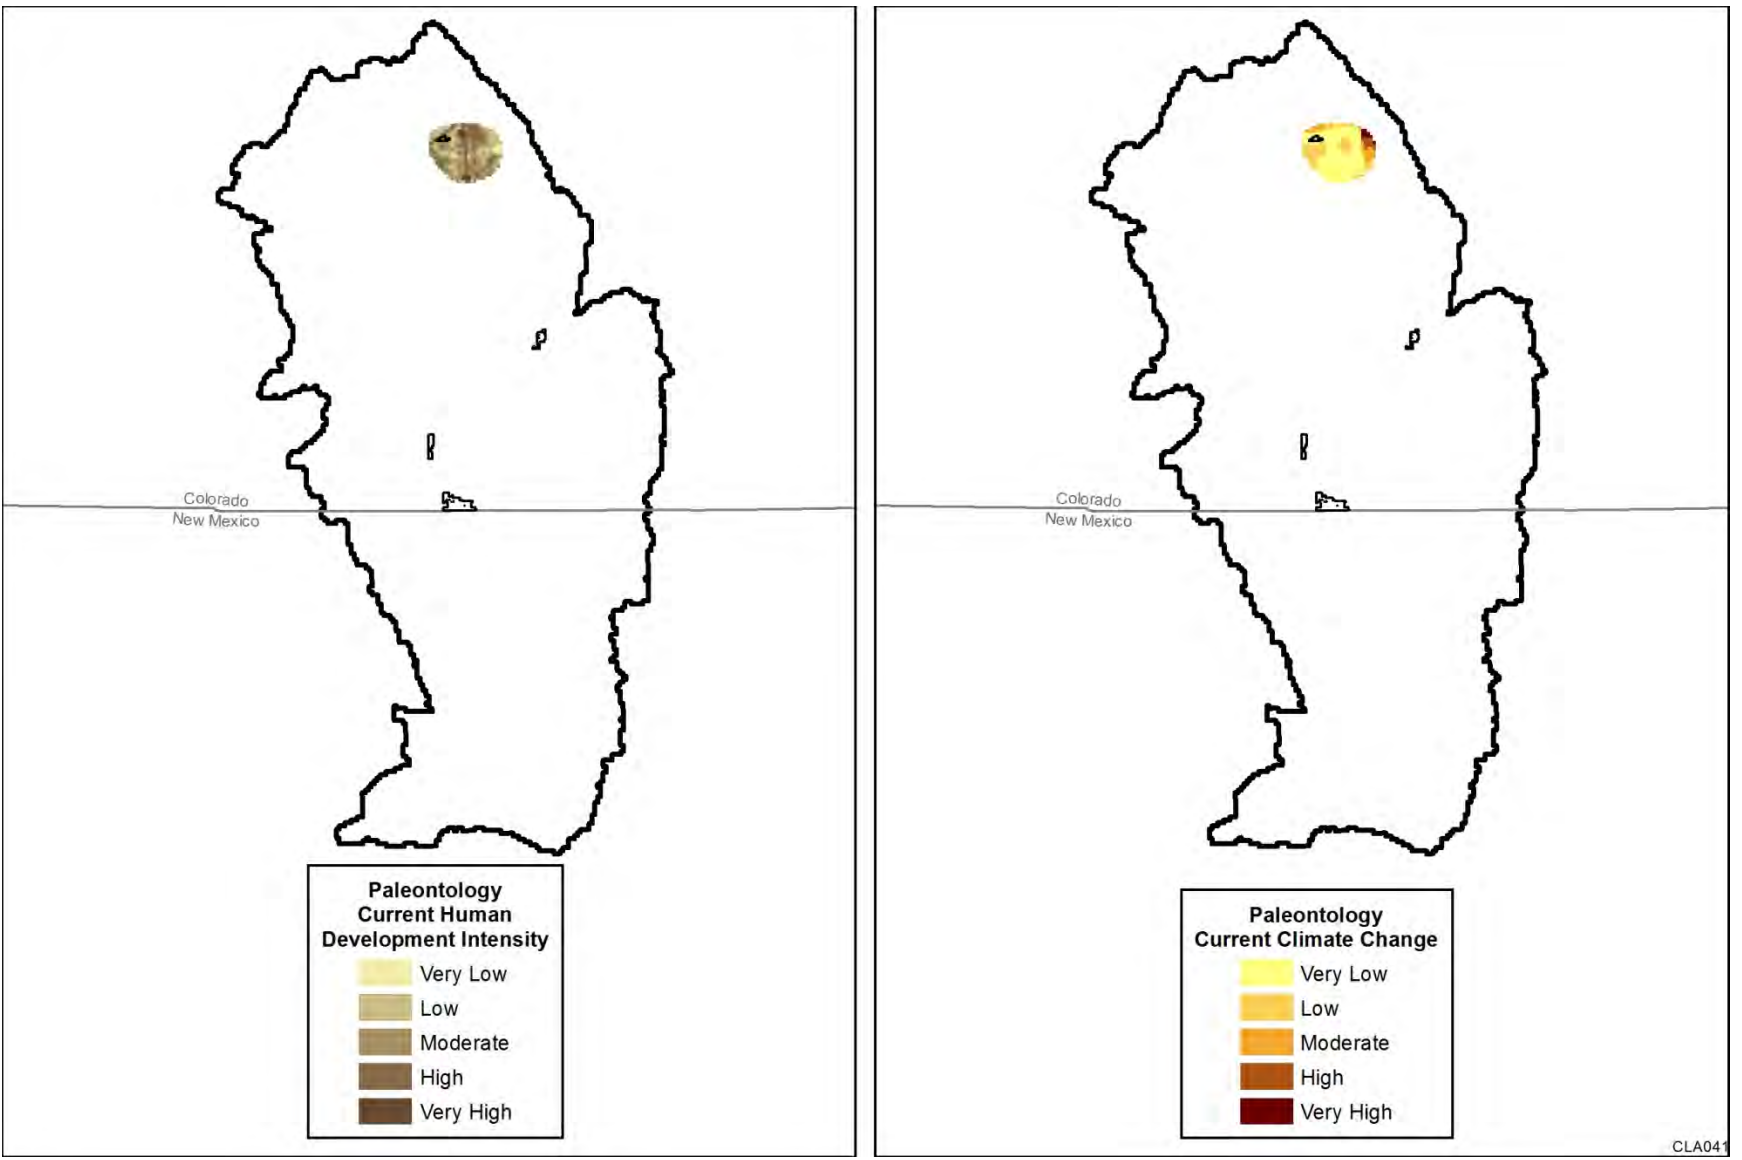 Colorado
New Mexico
Paleontology
Current Human
Development Intensity
Very Low
Low
Moderate
High
Very High
Colorado
New Mexico
Paleontology
Current Climate Change
Very Low
Low
Moderate
High
Very High
CLA041